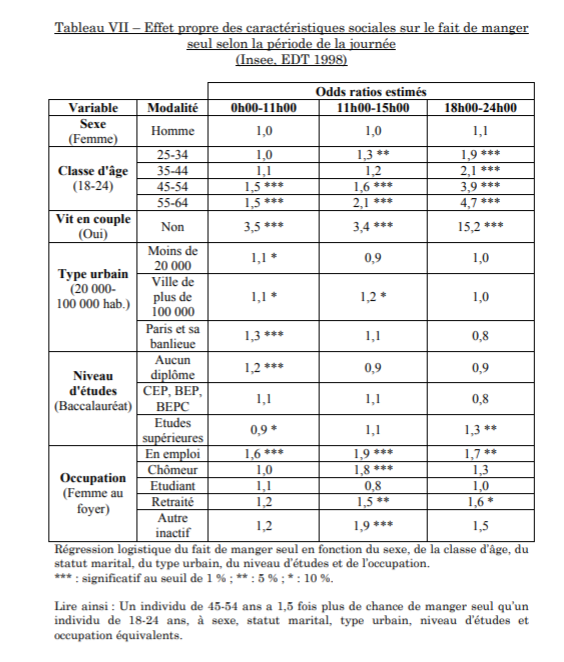 Tableau VII – Effet propre des caractéristiques sociales sur le fait de manger
seul selon la période de la journée
(Insee, EDT 1998)
Odds ratios estimés
Variable Modalité 0h00-11h00 11h00-15h00 18h00-24h00
Sexe
(Femme)
Homme 1,0 1,0 1,1
Classe d'âge
(18-24)
25-34 1,0 1,3 ** 1,9 ***
35-44 1,1 1,2 2,1 ***
45-54 1,5 *** 1,6 *** 3,9 ***
55-64 1,5 *** 2,1 *** 4,7 ***
Vit en couple
(Oui)
Non 3,5 *** 3,4 *** 15,2 ***
Type urbain
(20 000-
100 000 hab.)
Moins de
20 000
1,1 * 0,9 1,0
Ville de
plus de
100 000
1,1 * 1,2 * 1,0
Paris et sa
banlieue
1,3 *** 1,1 0,8
Niveau
d'études
(Baccalauréat)
Aucun
diplôme
1,2 *** 0,9 0,9
CEP, BEP,
BEPC
1,1 1,1 0,8
Etudes
supérieures
0,9 * 1,1 1,3 **
Occupation
(Femme au
foyer)
En emploi 1,6 *** 1,9 *** 1,7 **
Chômeur 1,0 1,8 *** 1,3
Etudiant 1,1 0,8 1,0
Retraité 1,2 1,5 ** 1,6 *
Autre
inactif
1,2 1,9 *** 1,5
Régression logistique du fait de manger seul en fonction du sexe, de la classe d'âge, du
statut marital, du type urbain, du niveau d'études et de l'occupation.
*** : significatif au seuil de 1 % ; ** : 5 % ; * : 10 %.
Lire ainsi : Un individu de 45-54 ans a 1,5 fois plus de chance de manger seul qu'un
individu de 18-24 ans, à sexe, statut marital, type urbain, niveau d'études et
occupation équivalents.